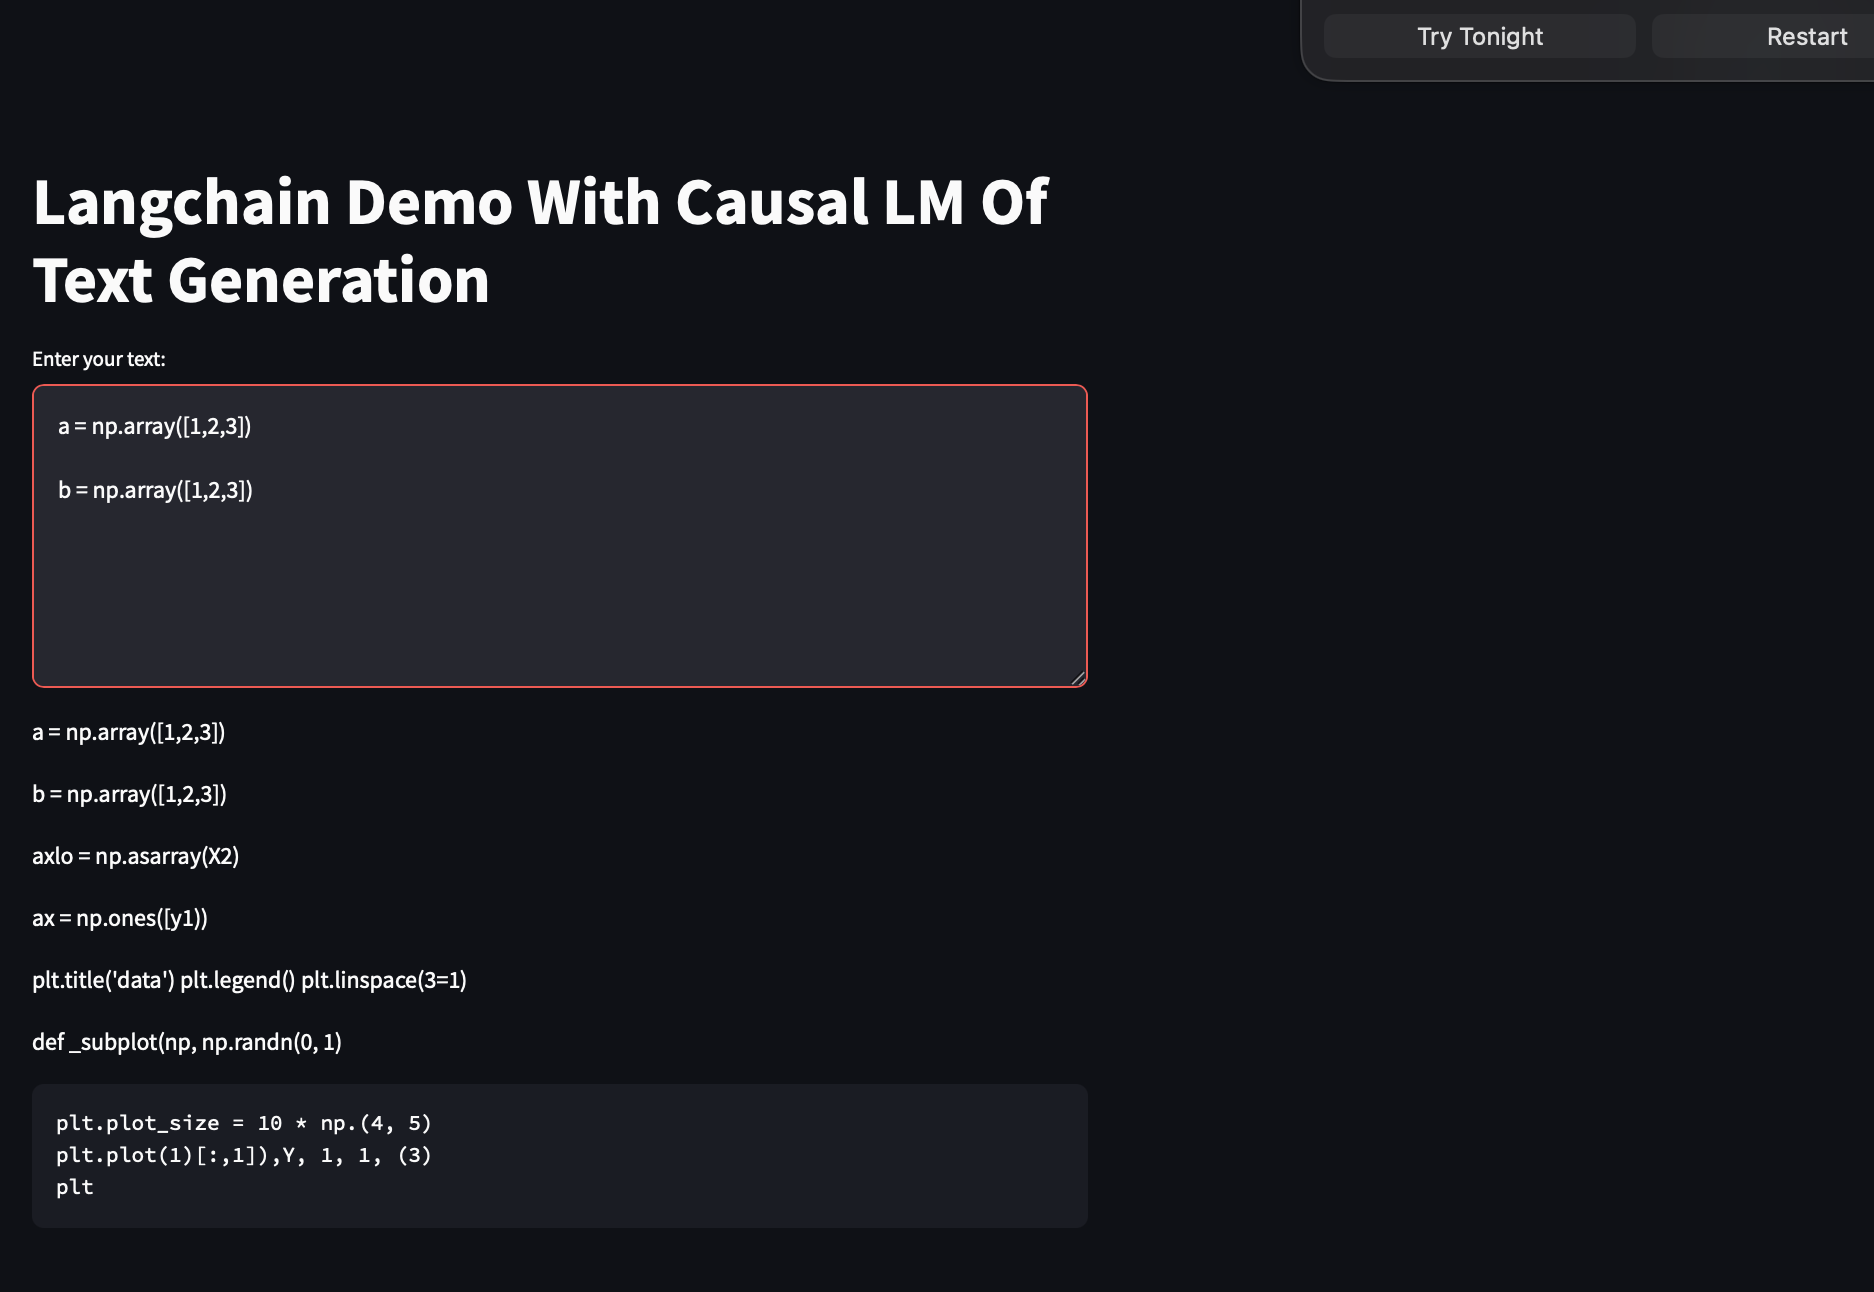 Try Tonight
Restart
Langchain Demo With Causal LM Of
Text Generation
Enter your text:
a = np.array([1,2,3])
b = np.array([1,2,3])
a = np.array([1,2,3])
b = np.array([1,2,3])
axlo = np.asarray(X2)
ax = np.ones([y1))
plt.title('data') plt.legend() plt.linspace(3=1)
def _subplot(np, np.randn(0, 1)
plt.plot_size = 10 * np.(4, 5)
plt.plot(1)[:,1]),Y, 1, 1, (3)
plt